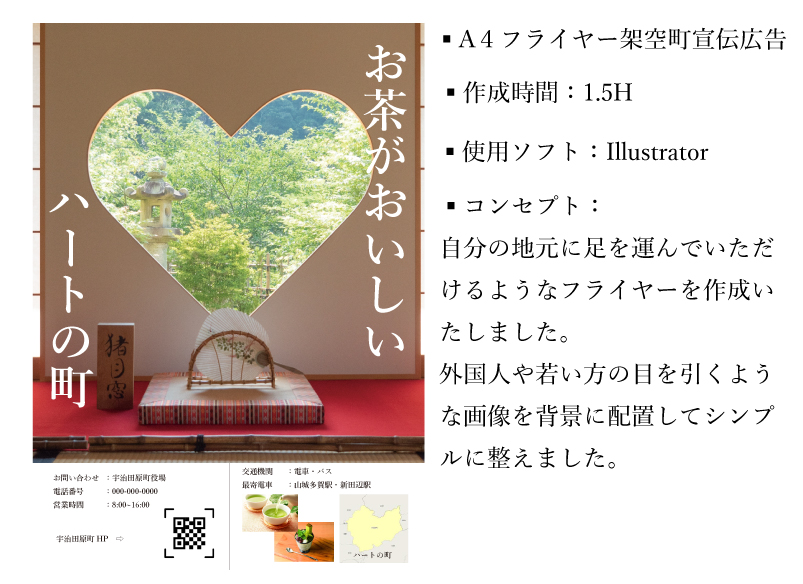 お茶がおいしい
ハートの町
猪目窓
お問い合わせ ：宇治田原町役場
電話番号 ：000-000-0000
営業時間 ：8:00~16:00
宇治田原町 HP ⇨
交通機関 ：電車・バス
最寄電車 ：山城多賀駅・新田辺駅
ハートの町
▪A４フライヤー架空町宣伝広告
▪作成時間：1.5H
▪使用ソフト：Illustrator
▪コンセプト：
自分の地元に足を運んでいただ
けるようなフライヤーを作成い
たしました。
外国人や若い方の目を引くよう
な画像を背景に配置してシンプ
ルに整えました。